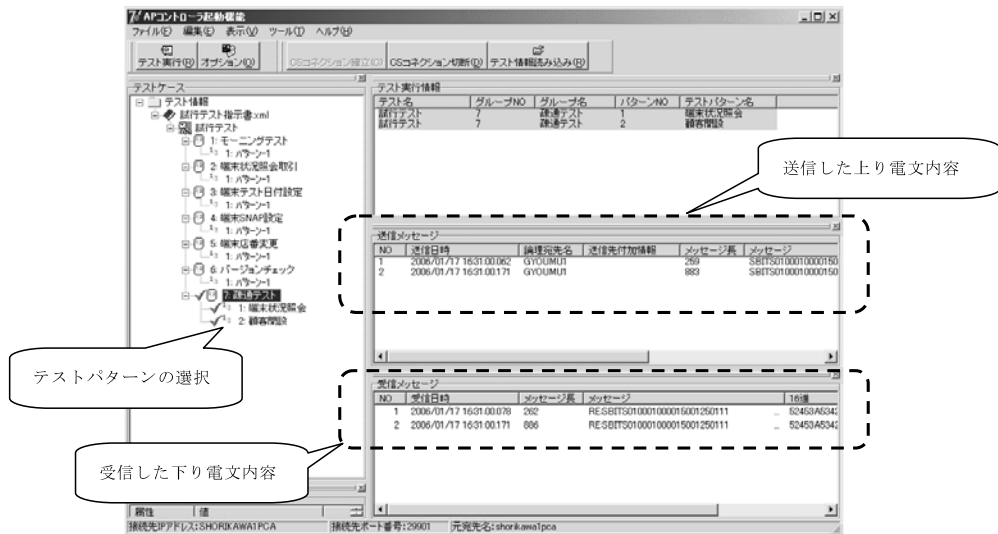 APコントローラ起動機能
ファイル(F) 編集(E) 表示(V) ツール(T) ヘルプ(H)
テスト実行(R) オプション(O) CSコネクション確立(C) CSコネクション切断(Q) テスト情報読み込み(R)
テストケース
テスト情報
試行テスト指示書.xml
試行テスト
1: モーニングテスト
1: パターン-1
2: 端末状況照会取引
1: パターン-1
3: 端末テスト日付設定
1: パターン-1
4: 端末SNAP設定
1: パターン-1
5: 端末店番変更
1: パターン-1
6: バージョンチェック
1: パターン-1
7: 疎通テスト
1: 端末状況照会
2: 顧客開設
テスト実行情報
テスト名 グループNO グループ名 パターンNO テストパターン名
試行テスト 7 疎通テスト 1 端末状況照会
試行テスト 7 疎通テスト 2 顧客開設
送信した上り電文内容
送信メッセージ
NO 送信日時 論理宛先名 送信先付加情報 メッセージ長 メッセージ
1 2006/01/17 16:31:00.062 GYOUMU1 259 SBITS0100010000150
2 2006/01/17 16:31:00.171 GYOUMU1 883 SBITS0100010000150
テストパターンの選択
受信メッセージ
NO 受信日時 メッセージ長 メッセージ 16進
1 2006/01/17 16:31:00.078 262 RE:SBITS010001000015001250111 ... 52453A5342
2 2006/01/17 16:31:00.171 886 RE:SBITS010001000015001250111 ... 52453A5342
受信した下り電文内容
属性 値
接続先IPアドレス:SHORIKAWA1PCA 接続先ポート番号:29901 元宛先名:shorikawa1pca